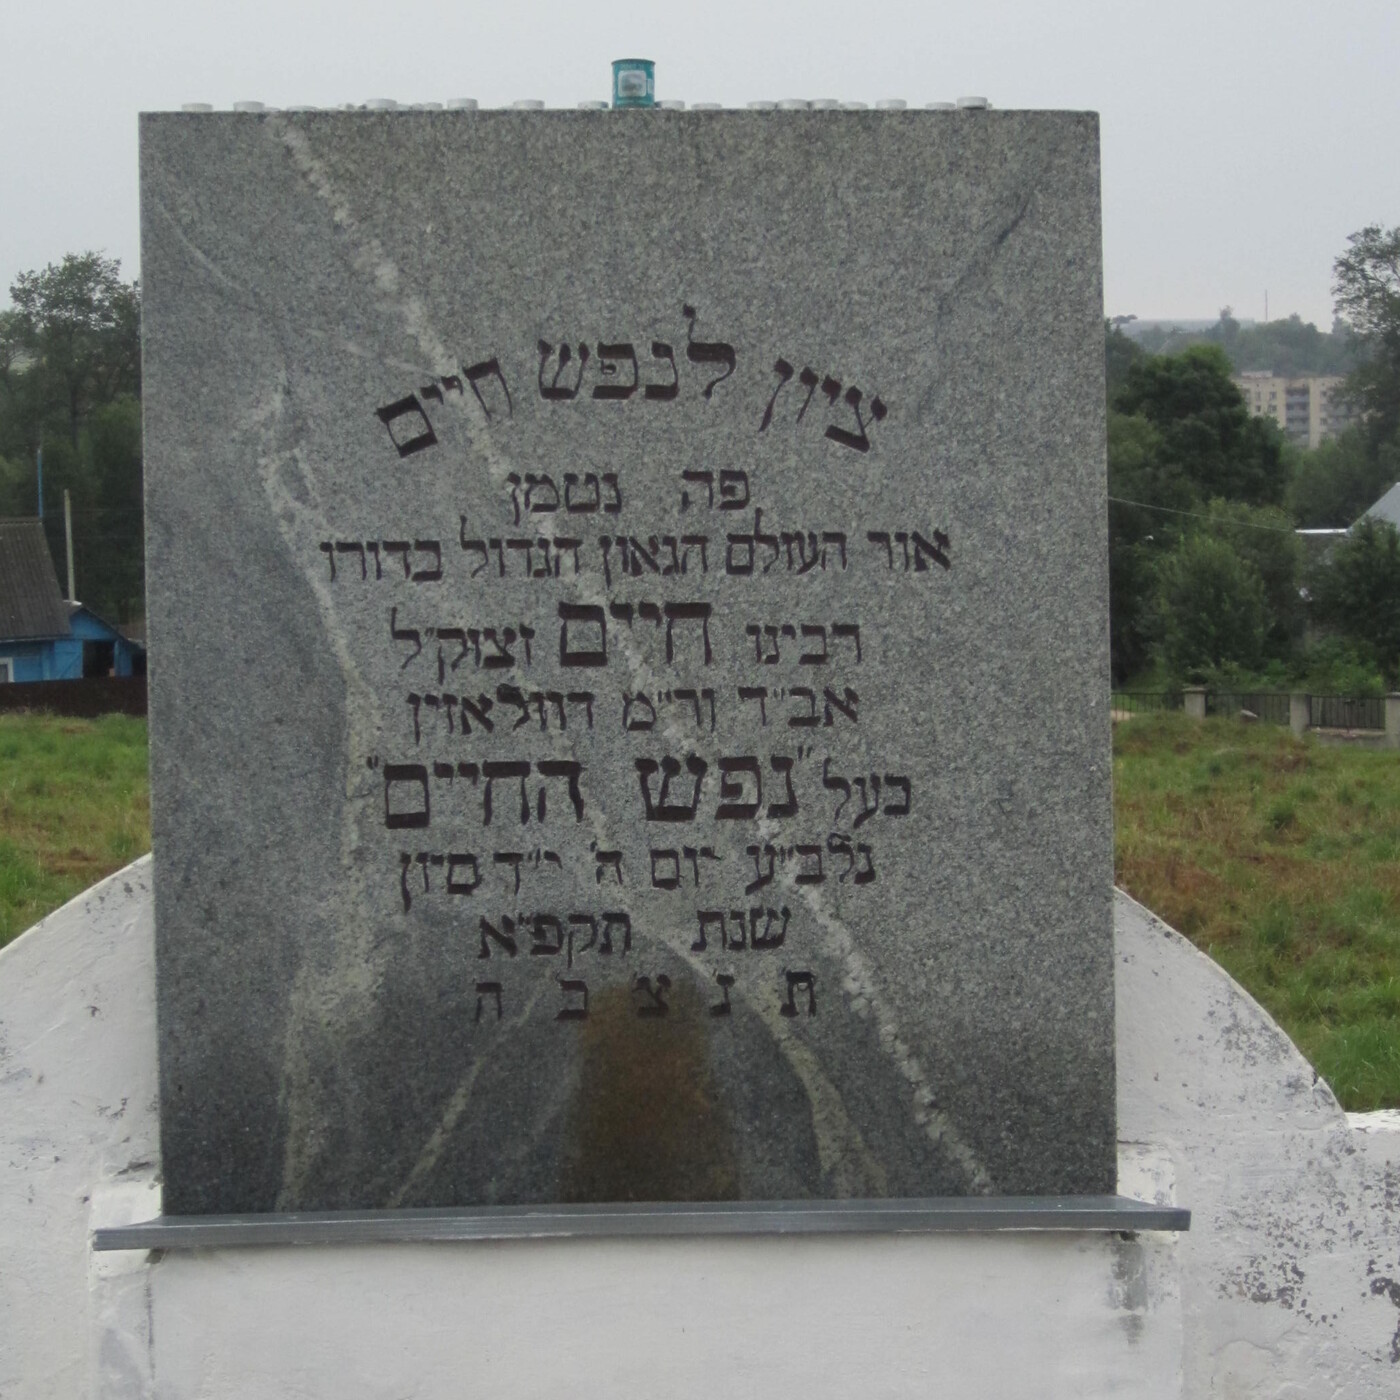 ציון לנפש חיים
פה נטמן
אור העולם הגאון הגדול בדורו
רבינו חיים זצוק״ל
אב״ד ור״מ דוולאזין
בעל "נפש החיים"
נלב״ע יום ה׳ י״ד סיון
שנת תקפ״א
ת נ צ ב ה